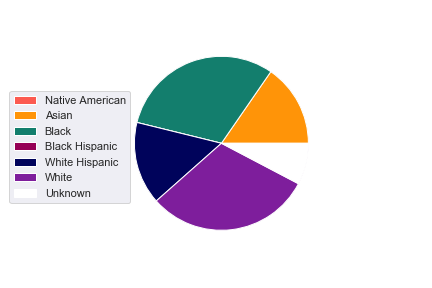 Native American
Asian
Black
Black Hispanic
White Hispanic
White
Unknown